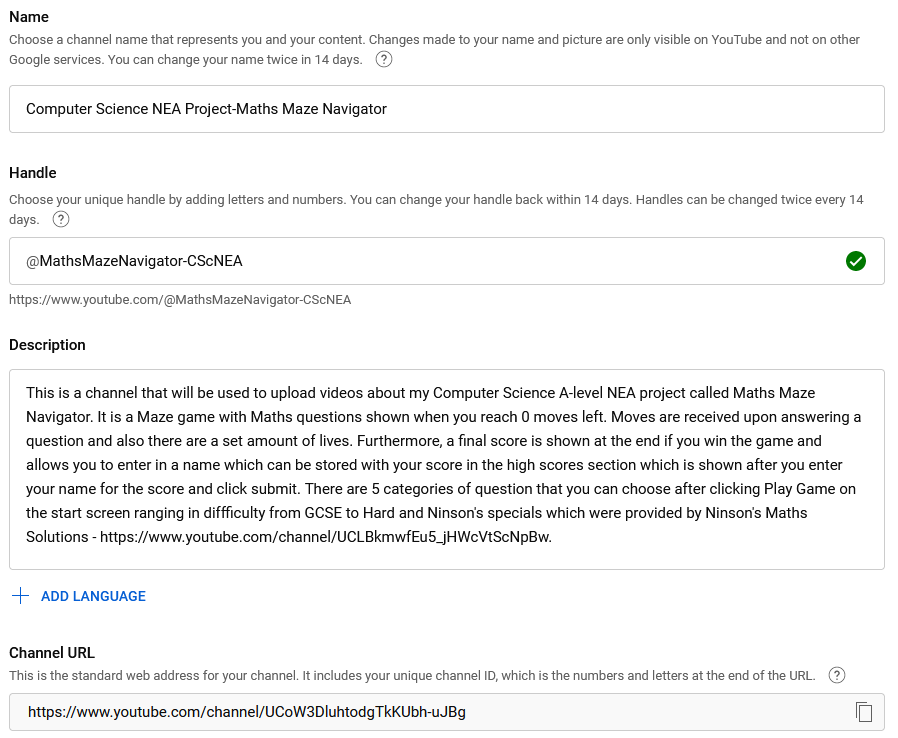 Name
Choose a channel name that represents you and your content. Changes made to your name and picture are only visible on YouTube and not on other
Google services. You can change your name twice in 14 days. ?
Computer Science NEA Project-Maths Maze Navigator
Handle
Choose your unique handle by adding letters and numbers. You can change your handle back within 14 days. Handles can be changed twice every 14
days. ?
@MathsMazeNavigator-CScNEA
https://www.youtube.com/@MathsMazeNavigator-CScNEA
Description
This is a channel that will be used to upload videos about my Computer Science A-level NEA project called Maths Maze
Navigator. It is a Maze game with Maths questions shown when you reach 0 moves left. Moves are received upon answering a
question and also there are a set amount of lives. Furthermore, a final score is shown at the end if you win the game and
allows you to enter in a name which can be stored with your score in the high scores section which is shown after you enter
your name for the score and click submit. There are 5 categories of question that you can choose after clicking Play Game on
the start screen ranging in diffficulty from GCSE to Hard and Ninson's specials which were provided by Ninson's Maths
Solutions - https://www.youtube.com/channel/UCLBkmwfEu5_jHWcVtScNpBw.
ADD LANGUAGE
Channel URL
This is the standard web address for your channel. It includes your unique channel ID, which is the numbers and letters at the end of the URL. ?
https://www.youtube.com/channel/UCoW3DluhtodgTkKUbh-uJBg